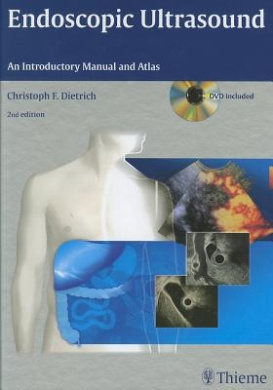 Endoscopic Ultrasound
An Introductory Manual and Atlas
Christoph F. Dietrich
DVD included
2nd edition
Thieme